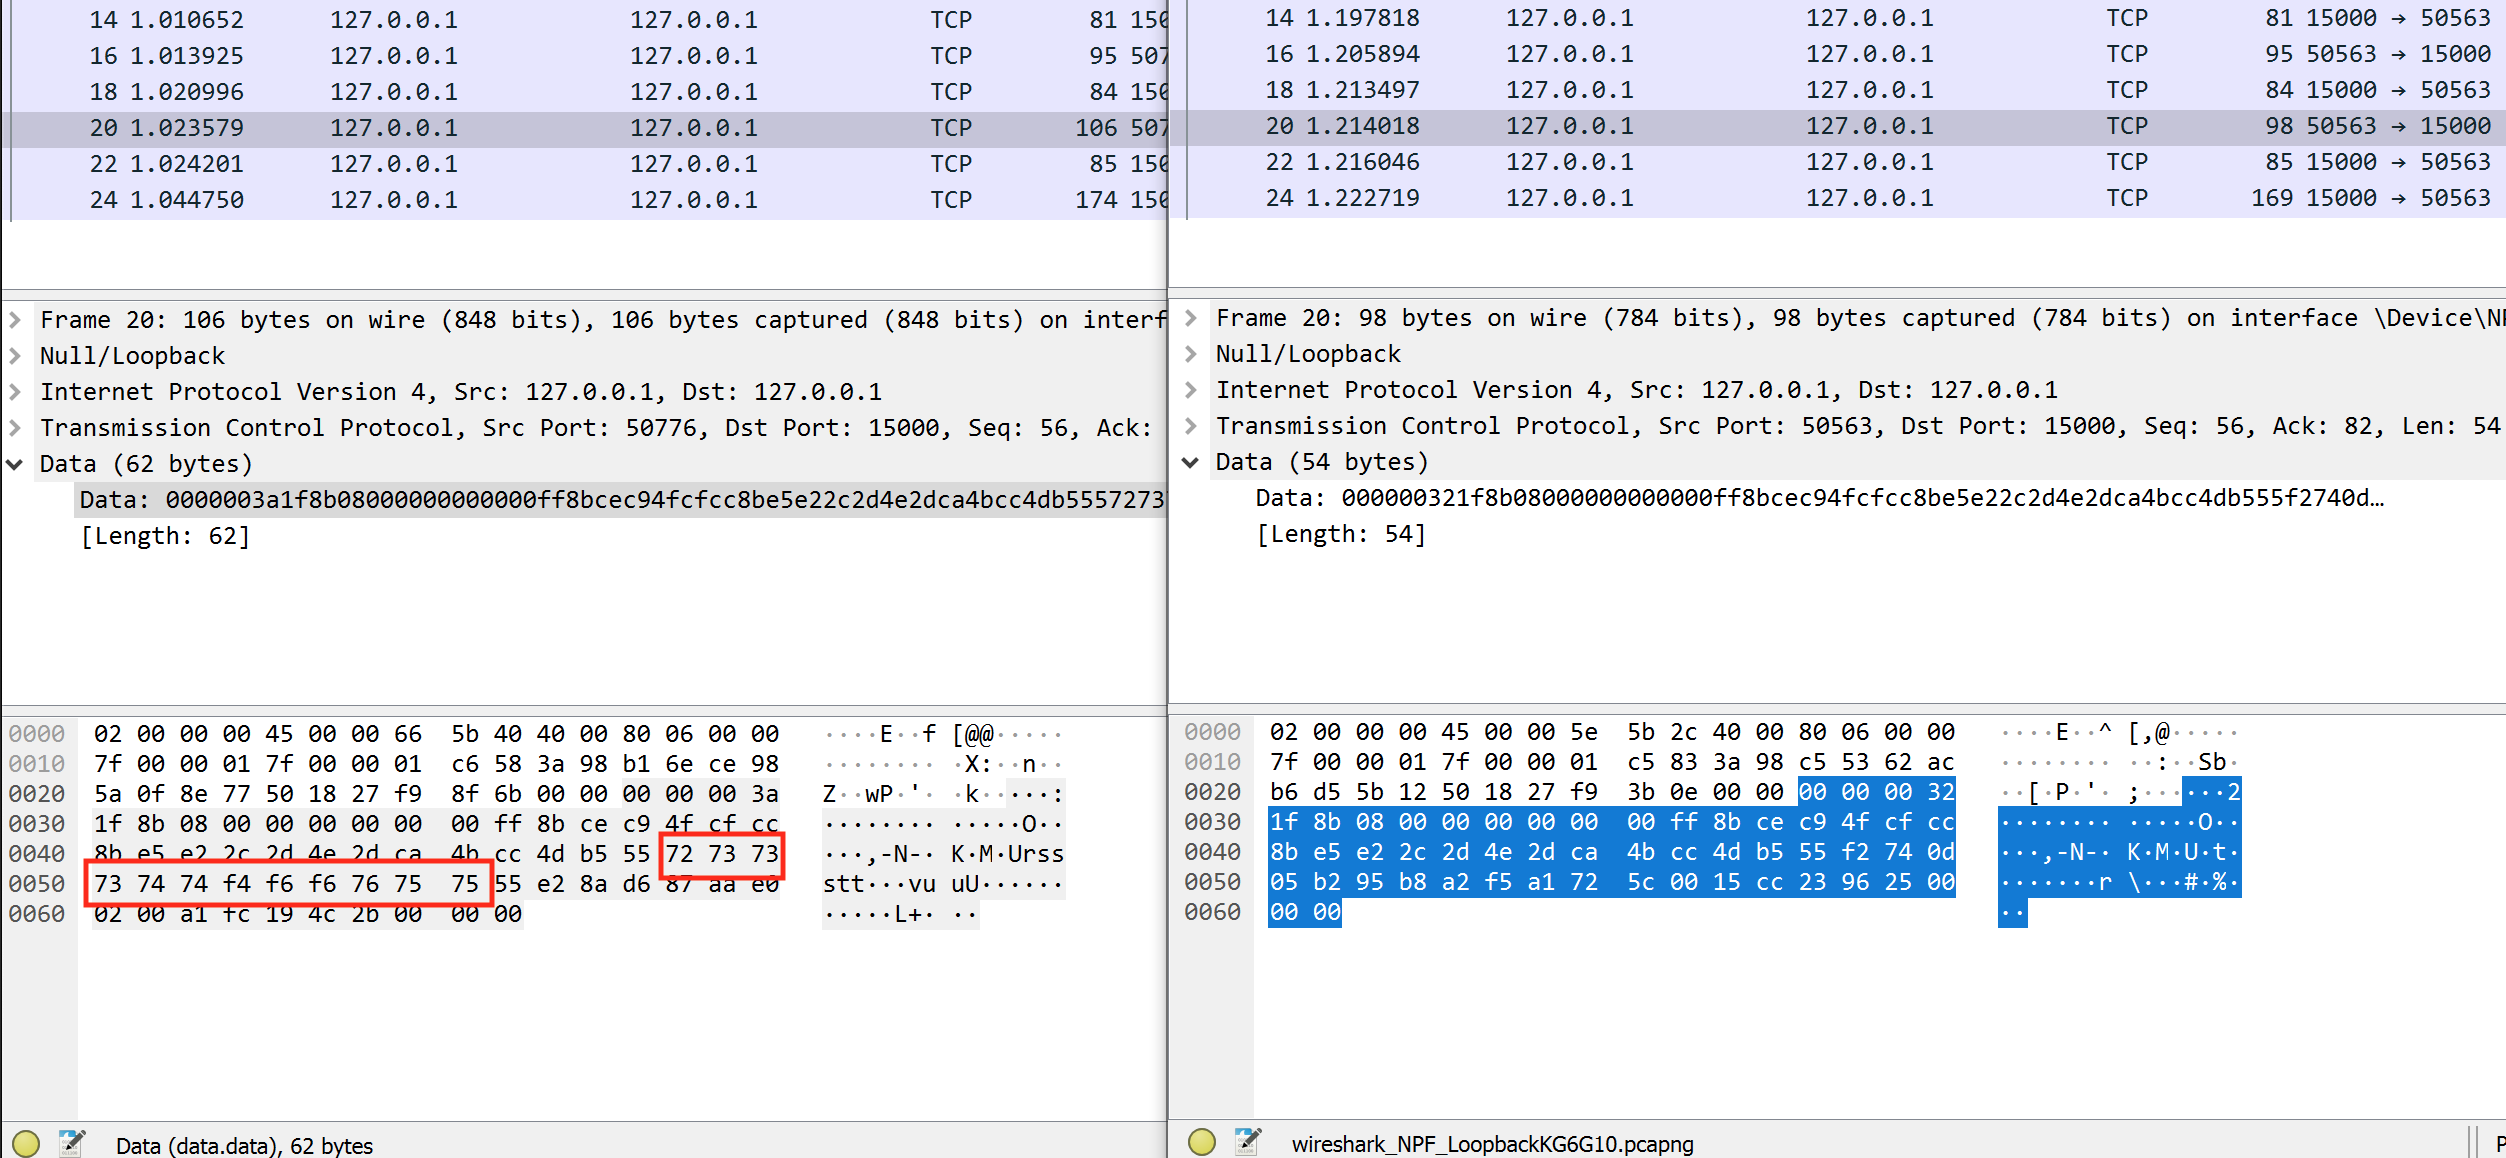 14 1.010652 127.0.0.1 127.0.0.1 TCP 81 150
16 1.013925 127.0.0.1 127.0.0.1 TCP 95 507
18 1.020996 127.0.0.1 127.0.0.1 TCP 84 150
20 1.023579 127.0.0.1 127.0.0.1 TCP 106 507
22 1.024201 127.0.0.1 127.0.0.1 TCP 85 150
24 1.044750 127.0.0.1 127.0.0.1 TCP 174 150
Frame 20: 106 bytes on wire (848 bits), 106 bytes captured (848 bits) on interf
Null/Loopback
Internet Protocol Version 4, Src: 127.0.0.1, Dst: 127.0.0.1
Transmission Control Protocol, Src Port: 50776, Dst Port: 15000, Seq: 56, Ack:
Data (62 bytes)
Data: 0000003a1f8b08000000000000ff8bcec94fcfcc8be5e22c2d4e2dca4bcc4db55572737
[Length: 62]
0000 02 00 00 00 45 00 00 66 5b 40 40 00 80 06 00 00 ····E··f [@@·····
0010 7f 00 00 01 7f 00 00 01 c6 58 3a 98 b1 6e ce 98 ········ ·X:··n··
0020 5a 0f 8e 77 50 18 27 f9 8f 6b 00 00 00 00 00 3a Z··wP·'· ·k·····:
0030 1f 8b 08 00 00 00 00 00 00 ff 8b ce c9 4f cf cc ········ ·····O··
0040 8b e5 e2 2c 2d 4e 2d ca 4b cc 4d b5 55 72 73 73 ···,-N-· K·M·Urss
0050 73 74 74 f4 f6 f6 76 75 75 55 e2 8a d6 87 aa e0 stt···vu uU······
0060 02 00 a1 fc 19 4c 2b 00 00 00 ·····L+· ··
Data (data.data), 62 bytes
14 1.197818 127.0.0.1 127.0.0.1 TCP 81 15000 → 50563
16 1.205894 127.0.0.1 127.0.0.1 TCP 95 50563 → 15000
18 1.213497 127.0.0.1 127.0.0.1 TCP 84 15000 → 50563
20 1.214018 127.0.0.1 127.0.0.1 TCP 98 50563 → 15000
22 1.216046 127.0.0.1 127.0.0.1 TCP 85 15000 → 50563
24 1.222719 127.0.0.1 127.0.0.1 TCP 169 15000 → 50563
Frame 20: 98 bytes on wire (784 bits), 98 bytes captured (784 bits) on interface \Device\NP
Null/Loopback
Internet Protocol Version 4, Src: 127.0.0.1, Dst: 127.0.0.1
Transmission Control Protocol, Src Port: 50563, Dst Port: 15000, Seq: 56, Ack: 82, Len: 54
Data (54 bytes)
Data: 000000321f8b08000000000000ff8bcec94fcfcc8be5e22c2d4e2dca4bcc4db555f2740d…
[Length: 54]
0000 02 00 00 00 45 00 00 5e 5b 2c 40 00 80 06 00 00 ····E··^ [,@·····
0010 7f 00 00 01 7f 00 00 01 c5 83 3a 98 c5 53 62 ac ········ ··:··Sb·
0020 b6 d5 5b 12 50 18 27 f9 3b 0e 00 00 00 00 00 32 ··[·P·'· ;······2
0030 1f 8b 08 00 00 00 00 00 00 ff 8b ce c9 4f cf cc ········ ·····O··
0040 8b e5 e2 2c 2d 4e 2d ca 4b cc 4d b5 55 f2 74 0d ···,-N-· K·M·U·t·
0050 05 b2 95 b8 a2 f5 a1 72 5c 00 15 cc 23 96 25 00 ·······r \···#·%·
0060 00 00 ··
wireshark_NPF_LoopbackKG6G10.pcapng
P